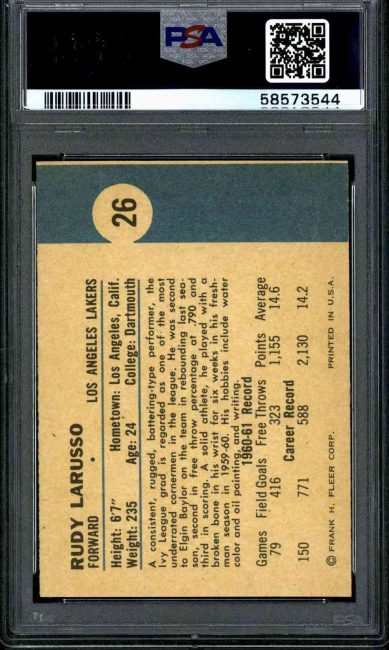 PSA
58573544
26
RUDY LARUSSO
FORWARD
LOS ANGELES LAKERS
Height: 6'7" Hometown: Los Angeles, Calif.
Weight: 235 Age: 24 College: Dartmouth
A consistent, rugged, battering-type performer, the
Ivy League grad is regarded as one of the most
underrated cornermen in the league. He was second
to Elgin Baylor on the team in rebounding last sea-
son, second in free throw percentage at .790 and
third in scoring. A solid athlete, he played with a
broken bone in his wrist for six weeks in his fresh-
man season in 1959-60. His hobbies include water
color and oil painting and writing.
1960-61 Record
Games Field Goals Free Throws Points Average
79 416 323 1,155 14.6
Career Record
150 771 588 2,130 14.2
© FRANK H. FLEER CORP. PRINTED IN U.S.A.